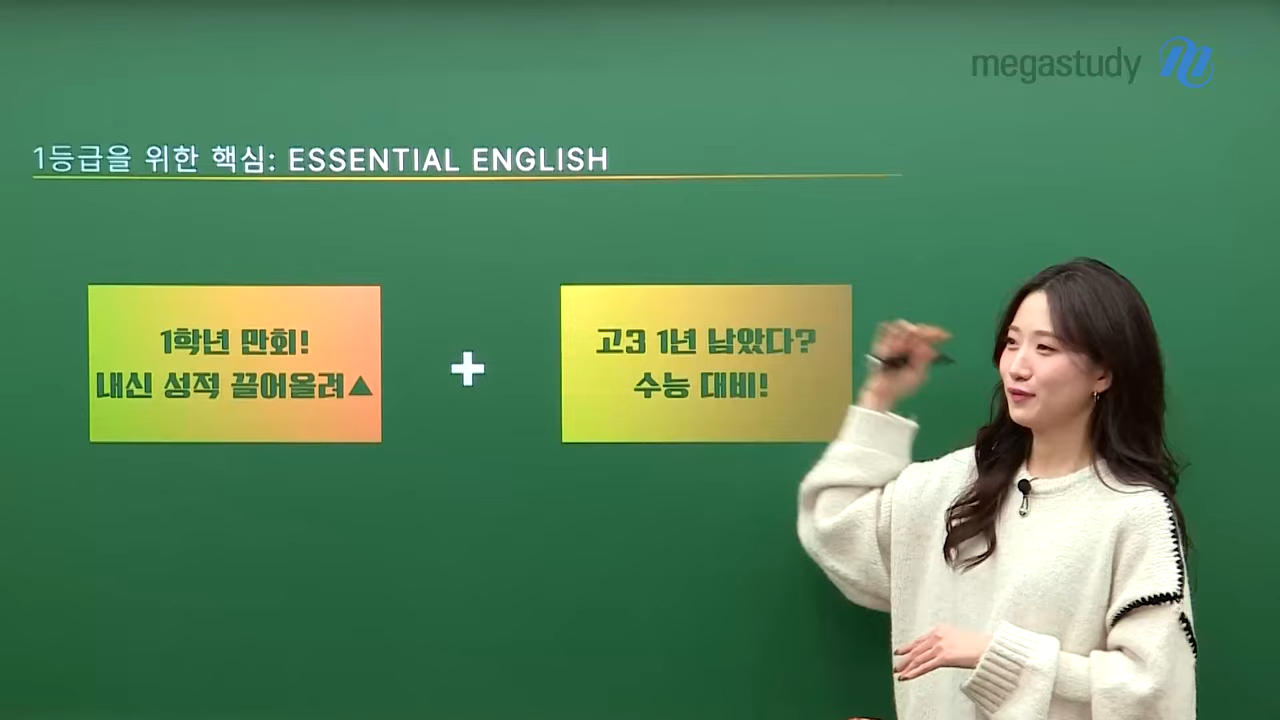 megastudy
1등급을 위한 핵심: ESSENTIAL ENGLISH
1학년 만회!
내신 성적 끌어올려▲
+
고3 1년 남았다?
수능 대비!